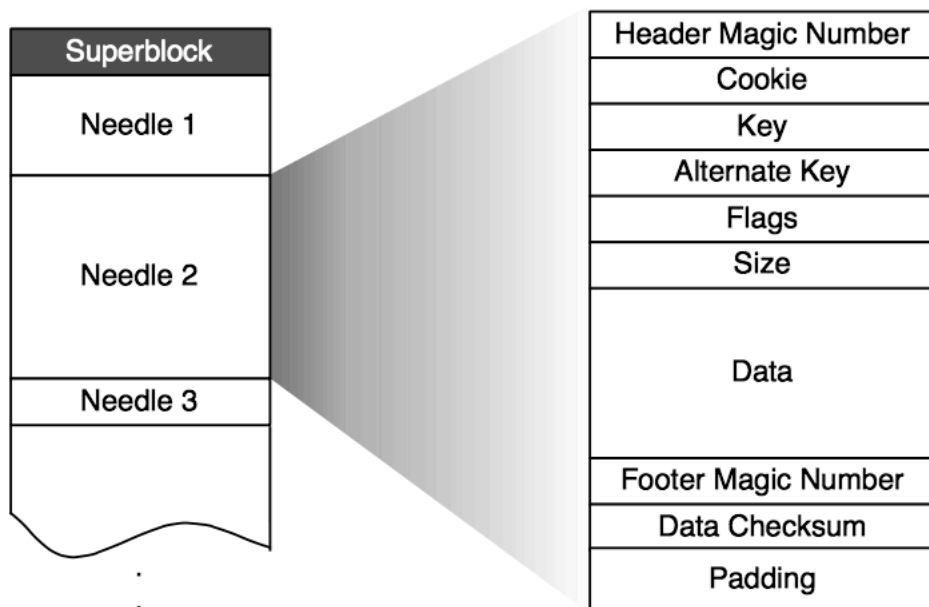 Superblock
Needle 1
Needle 2
Needle 3
Header Magic Number
Cookie
Key
Alternate Key
Flags
Size
Data
Footer Magic Number
Data Checksum
Padding